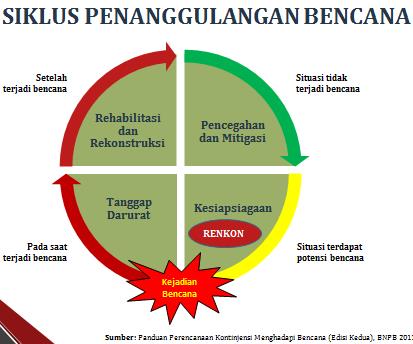 SIKLUS PENANGGULANGAN BENCANA
Setelah
terjadi bencana
Situasi tidak
terjadi bencana
Rehabilitasi
dan
Rekonstruksi
Pencegahan
dan Mitigasi
Tanggap
Darurat
Kesiapsiagaan
RENKON
Pada saat
terjadi bencana
Situasi terdapat
potensi bencana
Kejadian
Bencana
Sumber: Panduan Perencanaan Kontinjensi Menghadapi Bencana (Edisi Kedua), BNPB